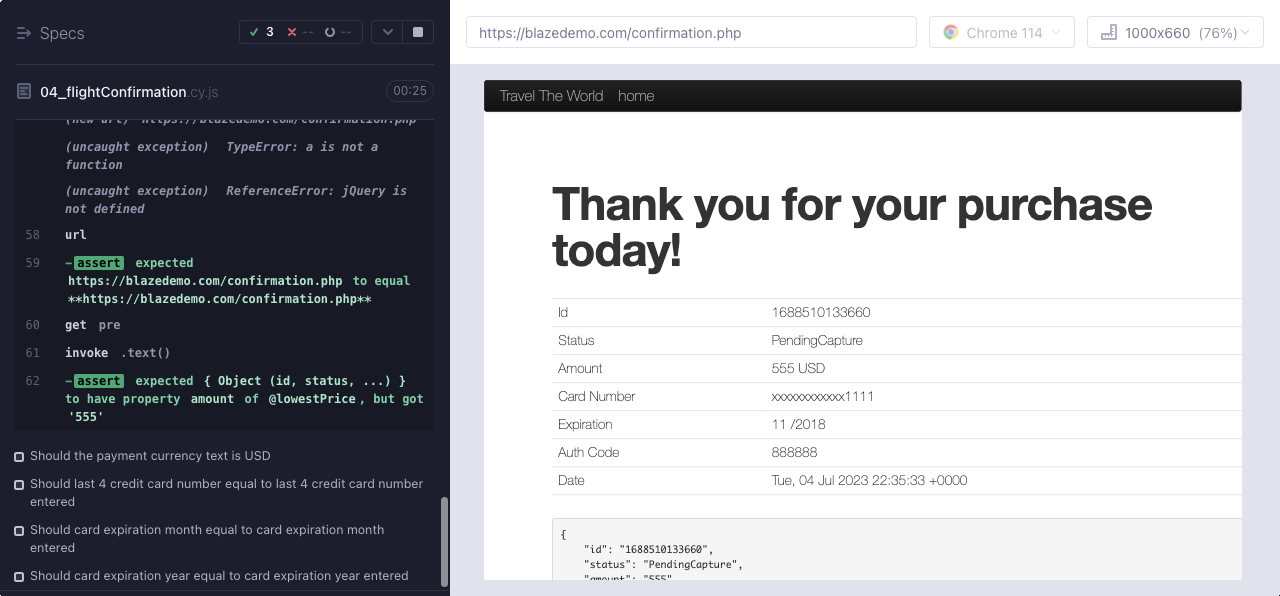 Specs
3
--
--
04_flightConfirmation.cy.js
00:25
(new url) https://blazedemo.com/confirmation.php
(uncaught exception) TypeError: a is not a
function
(uncaught exception) ReferenceError: jQuery is
not defined
58 url
59 -assert expected
https://blazedemo.com/confirmation.php to equal
**https://blazedemo.com/confirmation.php**
60 get pre
61 invoke .text()
62 -assert expected { Object (id, status, ...) }
to have property amount of @lowestPrice, but got
'555'
Should the payment currency text is USD
Should last 4 credit card number equal to last 4 credit card number
entered
Should card expiration month equal to card expiration month
entered
Should card expiration year equal to card expiration year entered
https://blazedemo.com/confirmation.php
Chrome 114
1000x660 (76%)
Travel The World home
Thank you for your purchase
today!
Id 1688510133660
Status PendingCapture
Amount 555 USD
Card Number xxxxxxxxxxxx1111
Expiration 11 /2018
Auth Code 888888
Date Tue, 04 Jul 2023 22:35:33 +0000
{
"id": "1688510133660",
"status": "PendingCapture",
"amount": "555"